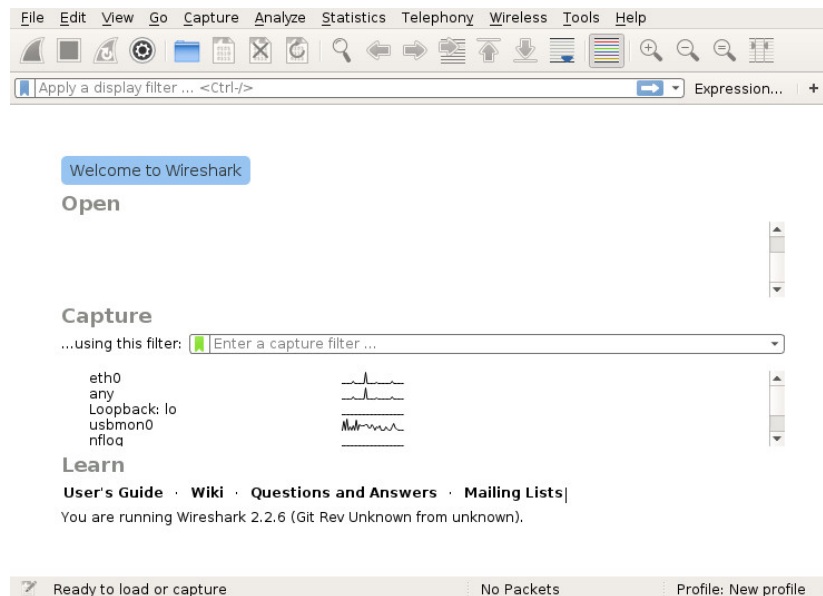 File Edit View Go Capture Analyze Statistics Telephony Wireless Tools Help
Apply a display filter ... <Ctrl-/>
Expression... +
Welcome to Wireshark
Open
Capture
...using this filter: Enter a capture filter ...
eth0
any
Loopback: lo
usbmon0
nflog
Learn
User's Guide · Wiki · Questions and Answers · Mailing Lists
You are running Wireshark 2.2.6 (Git Rev Unknown from unknown).
Ready to load or capture No Packets Profile: New profile